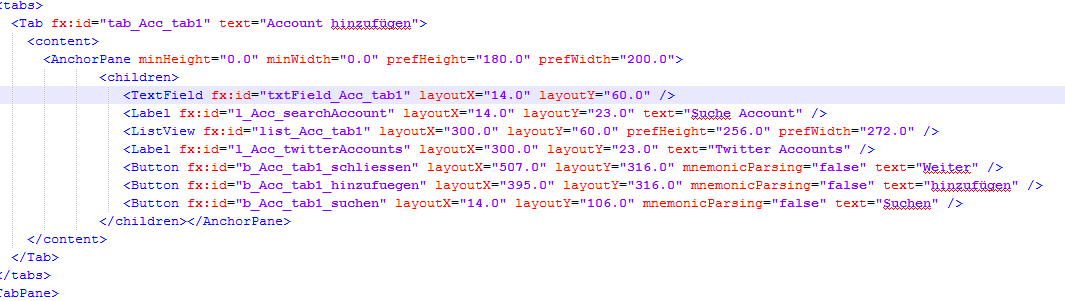 <tabs>
<Tab fx:id="tab_Acc_tab1" text="Account hinzufügen">
<content>
<AnchorPane minHeight="0.0" minWidth="0.0" prefHeight="180.0" prefWidth="200.0">
<children>
<TextField fx:id="txtField_Acc_tab1" layoutX="14.0" layoutY="60.0" />
<Label fx:id="l_Acc_searchAccount" layoutX="14.0" layoutY="23.0" text="Suche Account" />
<ListView fx:id="list_Acc_tab1" layoutX="300.0" layoutY="60.0" prefHeight="256.0" prefWidth="272.0" />
<Label fx:id="l_Acc_twitterAccounts" layoutX="300.0" layoutY="23.0" text="Twitter Accounts" />
<Button fx:id="b_Acc_tab1_schliessen" layoutX="507.0" layoutY="316.0" mnemonicParsing="false" text="Weiter" />
<Button fx:id="b_Acc_tab1_hinzufuegen" layoutX="395.0" layoutY="316.0" mnemonicParsing="false" text="hinzufügen" />
<Button fx:id="b_Acc_tab1_suchen" layoutX="14.0" layoutY="106.0" mnemonicParsing="false" text="Suchen" />
</children></AnchorPane>
</content>
</Tab>
</tabs>
TabPane>